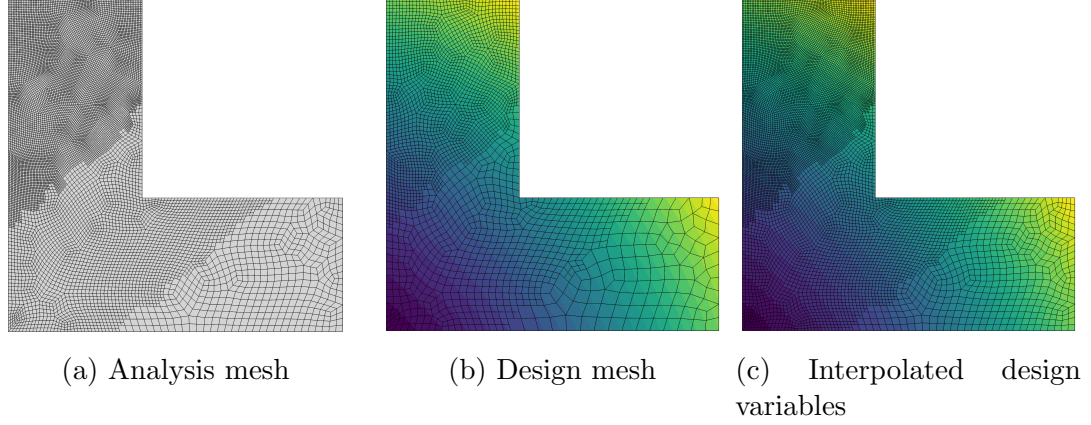 (a) Analysis mesh
(b) Design mesh
(c) Interpolated design
variables